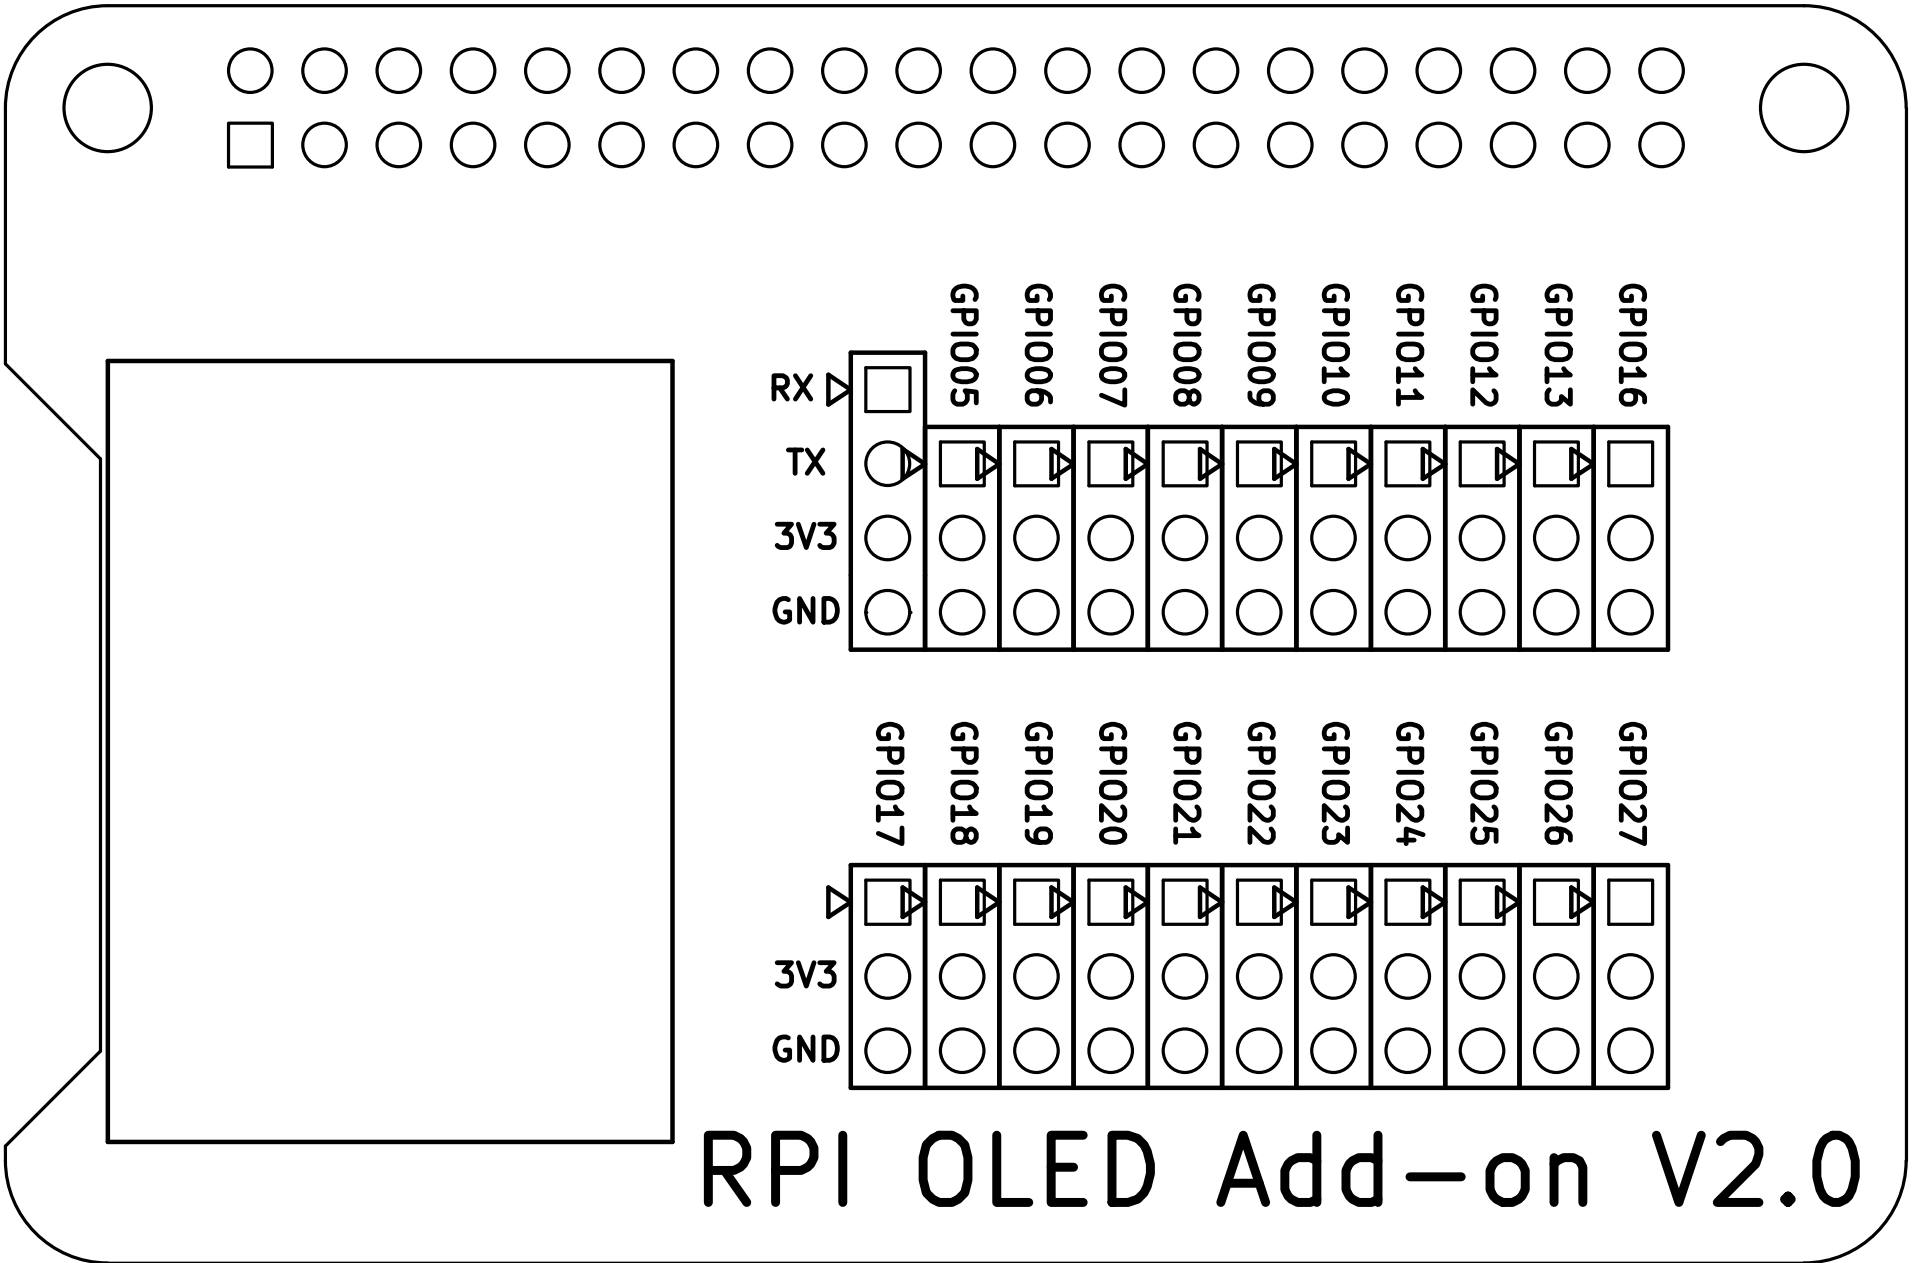 GPIO05 GPIO06 GPIO07 GPIO08 GPIO09 GPIO10 GPIO11 GPIO12 GPIO13 GPIO16
RX
TX
3V3
GND
GPIO17 GPIO18 GPIO19 GPIO20 GPIO21 GPIO22 GPIO23 GPIO24 GPIO25 GPIO26 GPIO27
3V3
GND
RPI OLED Add-on V2.0